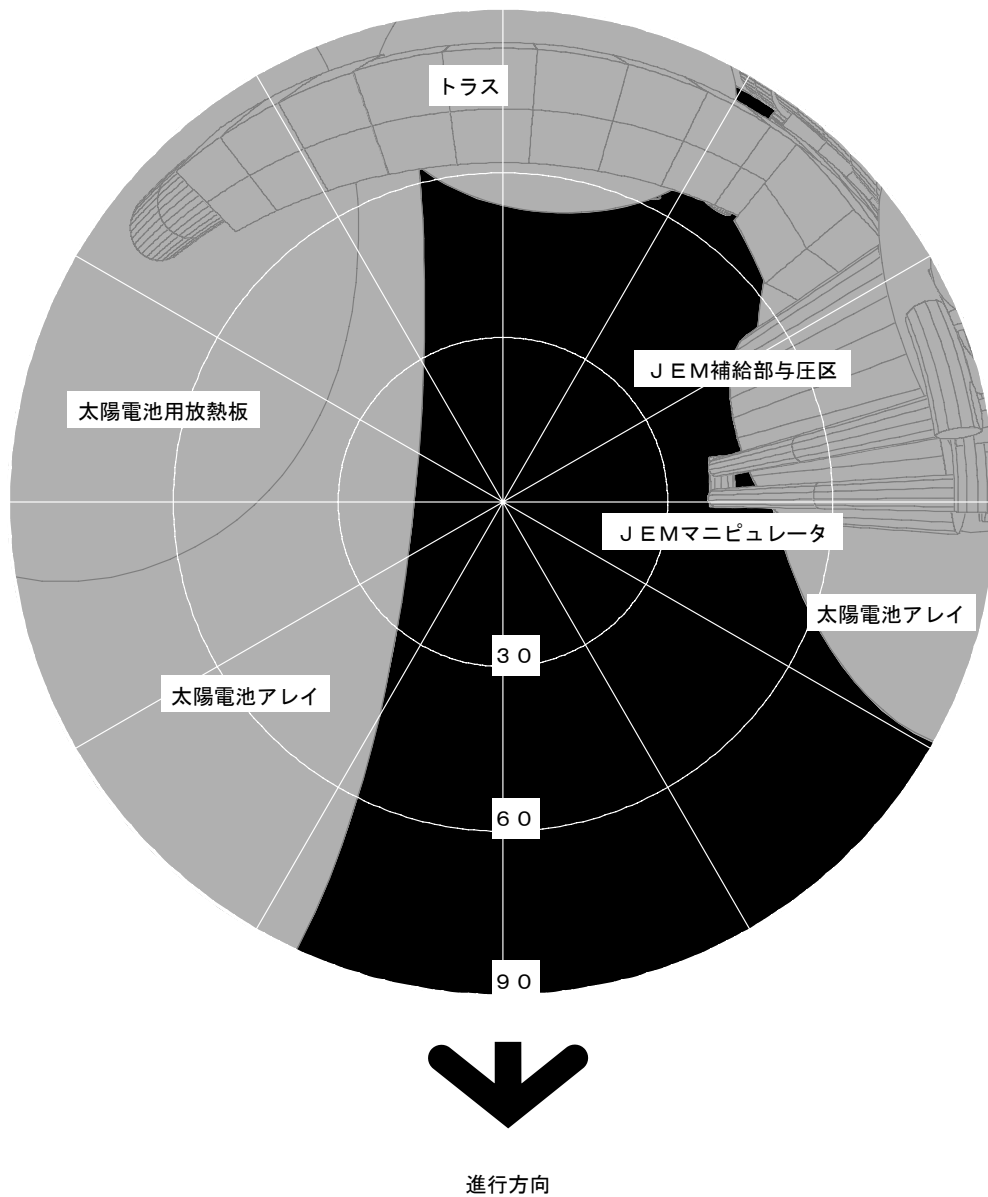 トラス
ＪＥＭ補給部与圧区
太陽電池用放熱板
ＪＥＭマニピュレータ
太陽電池アレイ
３０
太陽電池アレイ
６０
９０
進行方向